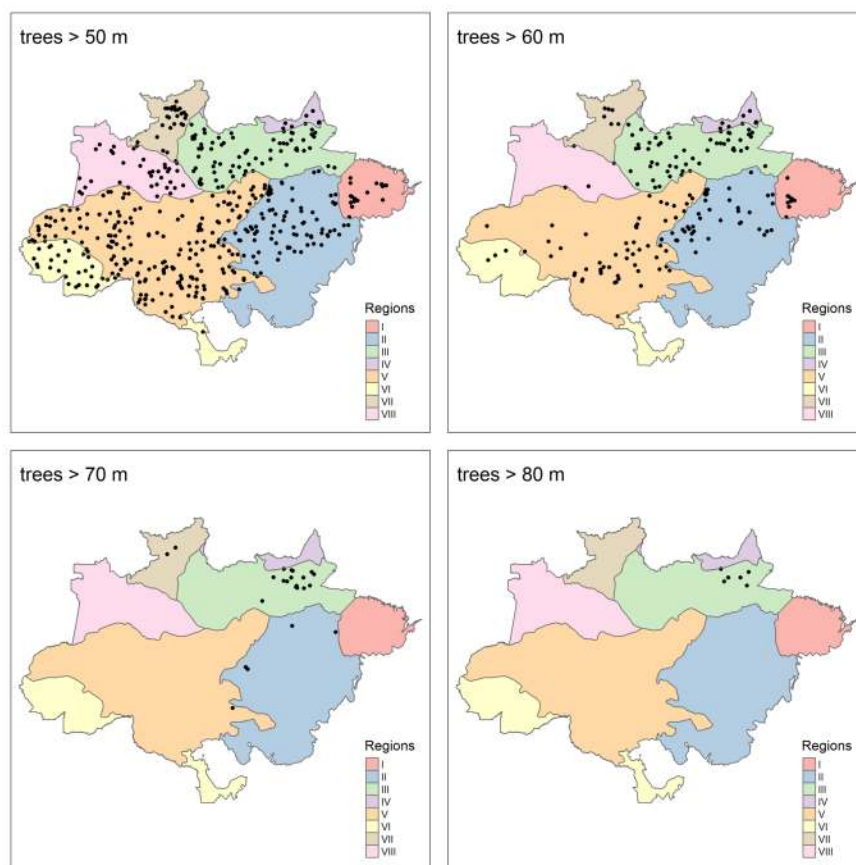 trees > 50 m
Regions
I
II
III
IV
V
VI
VII
VIII
trees > 60 m
Regions
I
II
III
IV
V
VI
VII
VIII
trees > 70 m
Regions
I
II
III
IV
V
VI
VII
VIII
trees > 80 m
Regions
I
II
III
IV
V
VI
VII
VIII